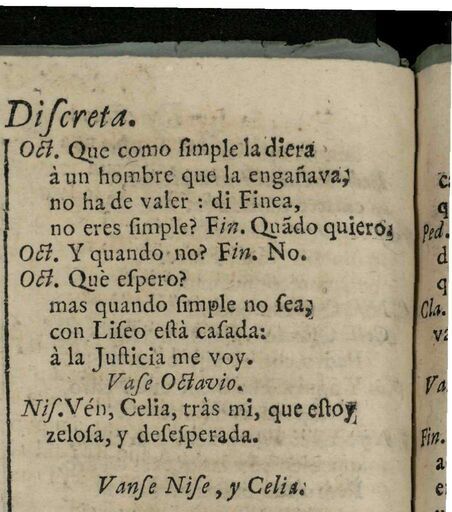 Diſcreta.
Oct. Que como ſimple la diera
à un hombre que la engañava;
no ha de valer : di Finea,
no eres ſimple? Fin. Quãdo quiero;
Oct. Y quando no? Fin. No.
Oct. Què eſpero?
mas quando ſimple no ſea;
con Liſeo eſtà caſada:
à la Juſticia me voy.
Vaſe Octavio.
Niſ. Vén, Celia, tràs mi, que eſtoy
zeloſa, y deſeſperada.
Vanſe Niſe, y Celia.
Ped.
Cla.
Fin.